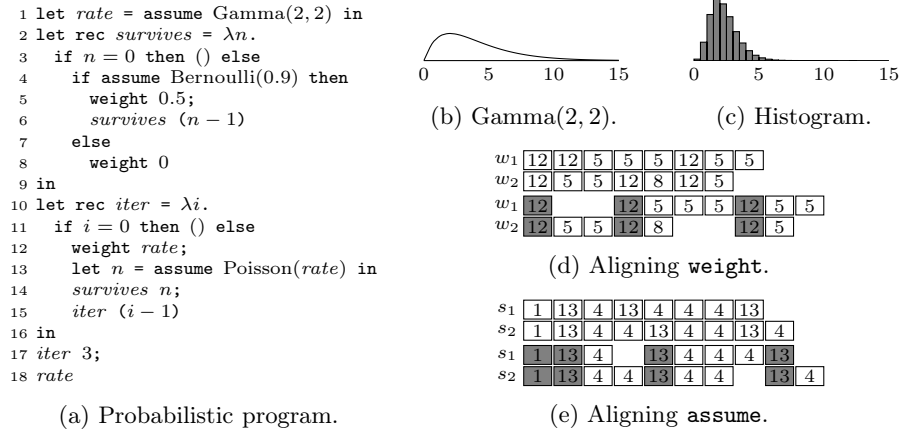 1 let rate = assume Gamma(2, 2) in
2 let rec survives = λn.
3 if n = 0 then () else
4 if assume Bernoulli(0.9) then
5 weight 0.5;
6 survives (n − 1)
7 else
8 weight 0
9 in
10 let rec iter = λi.
11 if i = 0 then () else
12 weight rate;
13 let n = assume Poisson(rate) in
14 survives n;
15 iter (i − 1)
16 in
17 iter 3;
18 rate
(a) Probabilistic program.
0 5 10 15
(b) Gamma(2, 2).
0 5 10 15
(c) Histogram.
w1 12 12 5 5 5 12 5 5
w2 12 5 5 12 8 12 5
w1 12 12 5 5 5 12 5 5
w2 12 5 5 12 8 12 5
(d) Aligning weight.
s1 1 13 4 13 4 4 4 13
s2 1 13 4 4 13 4 4 13 4
s1 1 13 4 13 4 4 4 13
s2 1 13 4 4 13 4 4 13 4
(e) Aligning assume.